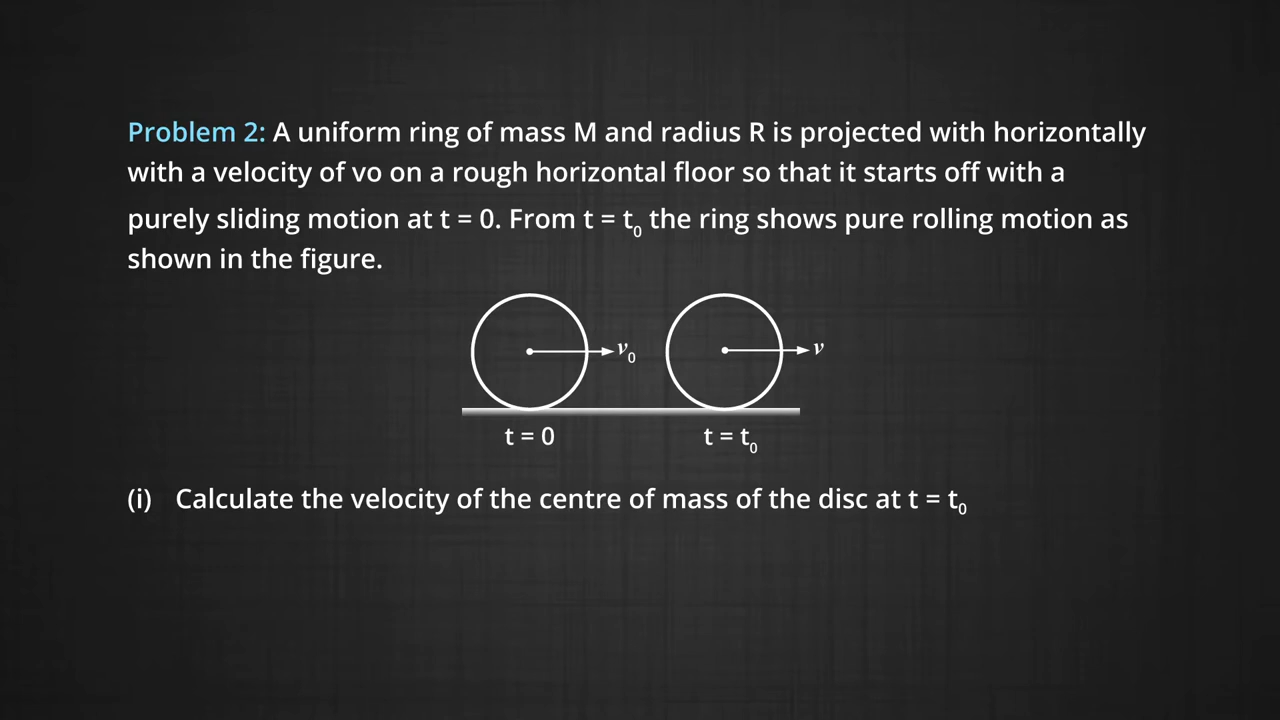 Problem 2: A uniform ring of mass M and radius R is projected with horizontally
with a velocity of vo on a rough horizontal floor so that it starts off with a
purely sliding motion at t = 0. From t = t₀ the ring shows pure rolling motion as
shown in the figure.
v₀ v
t = 0 t = t₀
(i) Calculate the velocity of the centre of mass of the disc at t = t₀